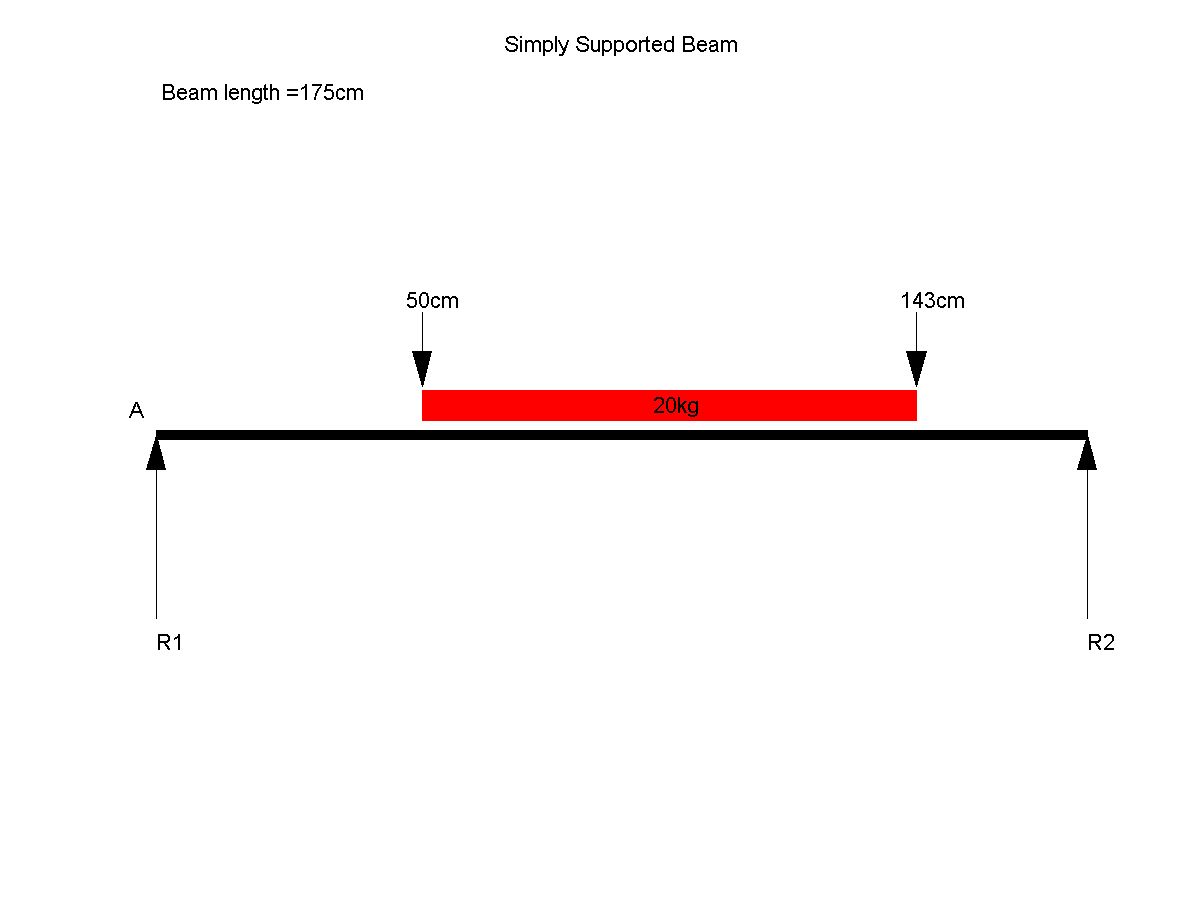 Simply Supported Beam
Beam length =175cm
50cm
143cm
20kg
A
R1
R2